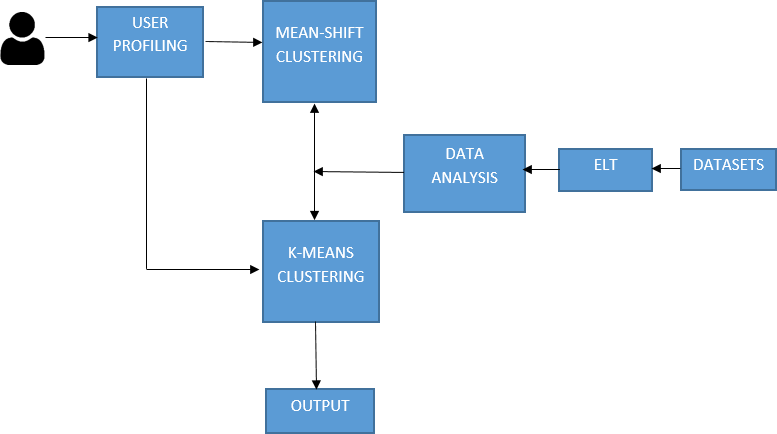 USER
PROFILING
MEAN-SHIFT
CLUSTERING
DATA
ANALYSIS
ELT
DATASETS
K-MEANS
CLUSTERING
OUTPUT